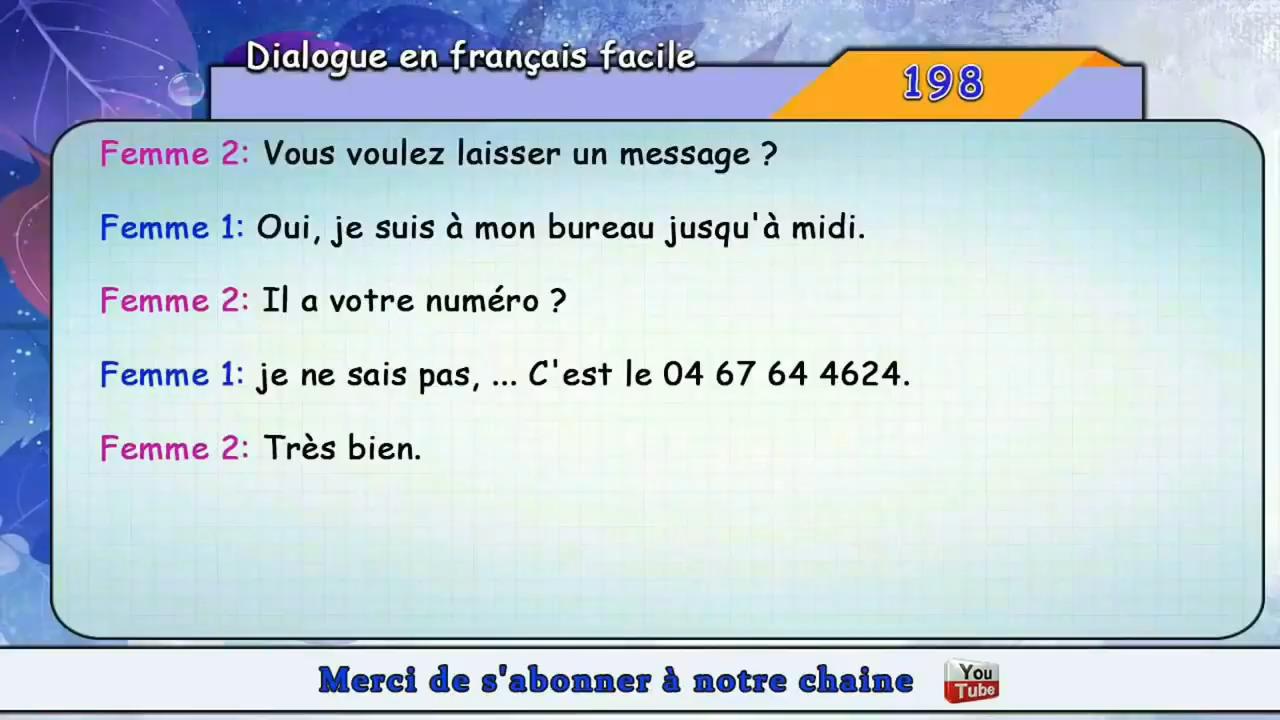 Dialogue en français facile
198
Femme 2: Vous voulez laisser un message ?
Femme 1: Oui, je suis à mon bureau jusqu'à midi.
Femme 2: Il a votre numéro ?
Femme 1: je ne sais pas, ... C'est le 04 67 64 4624.
Femme 2: Très bien.
Merci de s'abonner à notre chaine
You
Tube